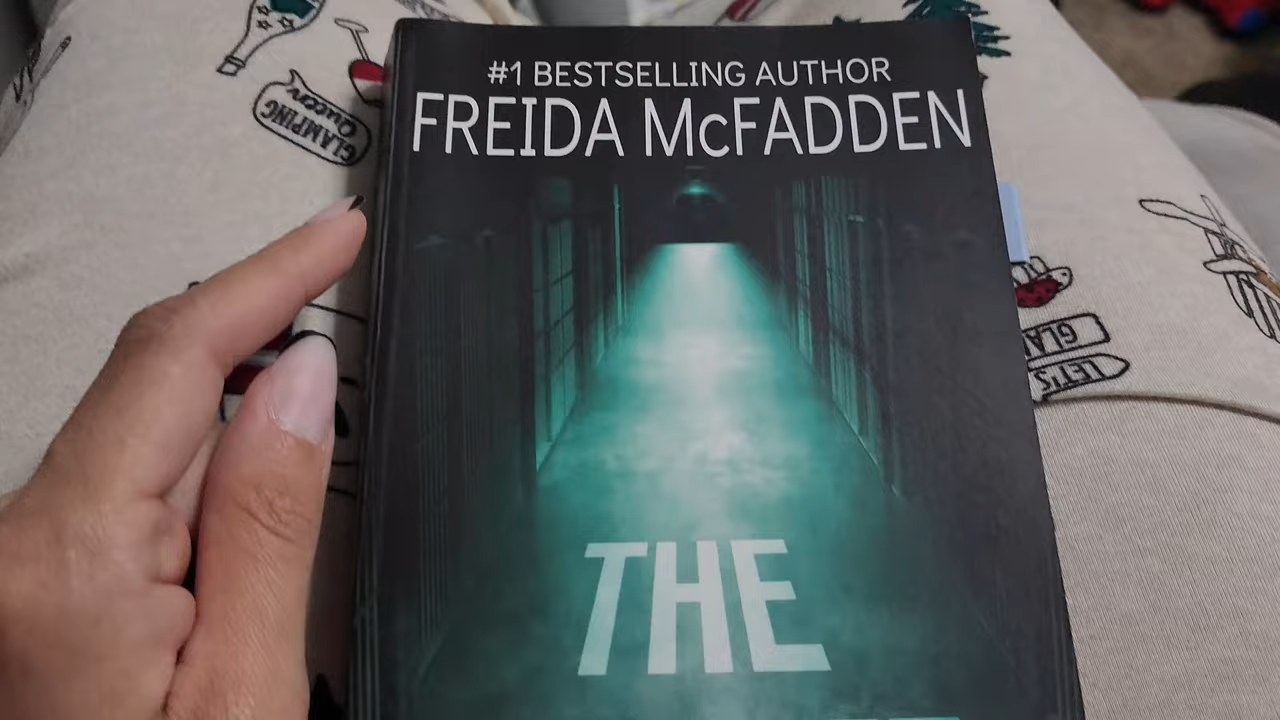 #1 BESTSELLING AUTHOR
FREIDA McFADDEN
THE
GLAMPING
Queen
GLA
LET'S